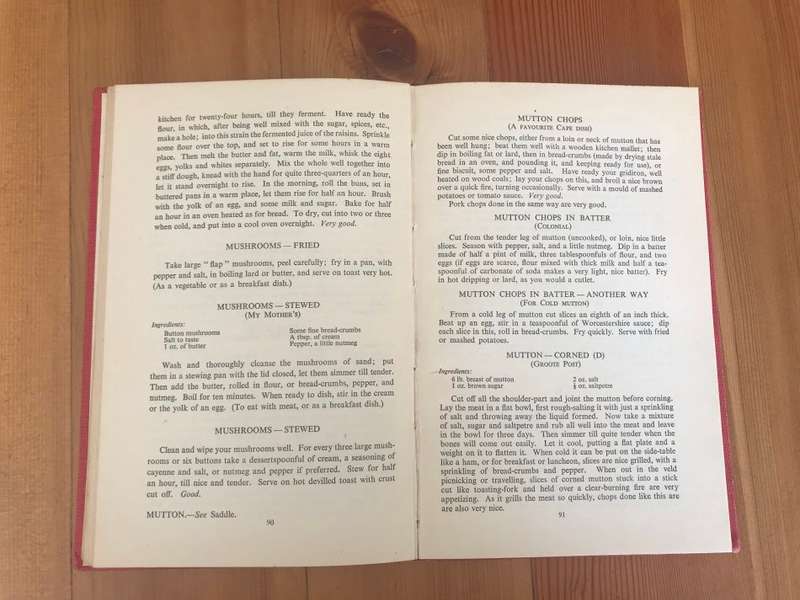 kitchen for twenty-four hours, till they ferment. Have ready the
flour, in which, after being well mixed with the sugar, spices, etc.,
make a hole; into this strain the fermented juice of the raisins. Sprinkle
some flour over the top, and set to rise for some hours in a warm
place. Then melt the butter and fat, warm the milk, whisk the eight
eggs, yolks and whites separately. Mix the whole well together into
a stiff dough, knead with the hand for quite three-quarters of an hour,
let it stand overnight to rise. In the morning, roll the buns, set in
buttered pans in a warm place, let them rise for half an hour. Brush
with the yolk of an egg, and some milk and sugar. Bake for half
an hour in an oven heated as for bread. To dry, cut into two or three
when cold, and put into a cool oven overnight. Very good.
MUSHROOMS — FRIED
Take large "flap" mushrooms, peel carefully; fry in a pan, with
pepper and salt, in boiling lard or butter, and serve on toast very hot.
(As a vegetable or as a breakfast dish.)
MUSHROOMS — STEWED
(MY MOTHER'S)
Ingredients:
Button mushrooms
Salt to taste
1 oz. of butter
Some fine bread-crumbs
A tbsp. of cream
Pepper, a little nutmeg
Wash and thoroughly cleanse the mushrooms of sand; put
them in a stewing pan with the lid closed, let them simmer till tender.
Then add the butter, rolled in flour, or bread-crumbs, pepper, and
nutmeg. Boil for ten minutes. When ready to dish, stir in the cream
or the yolk of an egg. (To eat with meat, or as a breakfast dish.)
MUSHROOMS — STEWED
Clean and wipe your mushrooms well. For every three large mush-
rooms or six buttons take a dessertspoonful of cream, a seasoning of
cayenne and salt, or nutmeg and pepper if preferred. Stew for half
an hour, till nice and tender. Serve on hot devilled toast with crust
cut off. Good.
MUTTON.—See Saddle.
90
MUTTON CHOPS
(A FAVOURITE CAPE DISH)
Cut some nice chops, either from a loin or neck of mutton that has
been well hung; beat them well with a wooden kitchen mallet; then
dip in boiling fat or lard, then in bread-crumbs (made by drying stale
bread in an oven, and pounding it, and keeping ready for use), or
fine biscuit, some pepper and salt. Have ready your gridiron, well
heated on wood coals; lay your chops on this, and broil a nice brown
over a quick fire, turning occasionally. Serve with a mould of mashed
potatoes or tomato sauce. Very good.
Pork chops done in the same way are very good.
MUTTON CHOPS IN BATTER
(COLONIAL)
Cut from the tender leg of mutton (uncooked), or loin, nice little
slices. Season with pepper, salt, and a little nutmeg. Dip in a batter
made of half a pint of milk, three tablespoonfuls of flour, and two
eggs (if eggs are scarce, flour mixed with thick milk and half a tea-
spoonful of carbonate of soda makes a very light, nice batter). Fry
in hot dripping or lard, as you would a cutlet.
MUTTON CHOPS IN BATTER — ANOTHER WAY
(FOR COLD MUTTON)
From a cold leg of mutton cut slices an eighth of an inch thick.
Beat up an egg, stir in a teaspoonful of Worcestershire sauce; dip
each slice in this, roll in bread-crumbs. Fry quickly. Serve with fried
or mashed potatoes.
MUTTON — CORNED (D)
(GROOTE POST)
Ingredients:
6 lb. breast of mutton
1 oz. brown sugar
2 oz. salt
½ oz. saltpetre
Cut off all the shoulder-part and joint the mutton before corning.
Lay the meat in a flat bowl, first rough-salting it with just a sprinkling
of salt and throwing away the liquid formed. Now take a mixture
of salt, sugar and saltpetre and rub all well into the meat and leave
in the bowl for three days. Then simmer till quite tender when the
bones will come out easily. Let it cool, putting a flat plate and a
weight on it to flatten it. When cold it can be put on the side-table
like a ham, or for breakfast or luncheon, slices are nice grilled, with a
sprinkling of bread-crumbs and pepper. When out in the veld
picnicking or travelling, slices of corned mutton stuck into a stick
cut like toasting-fork and held over a clear-burning fire are very
appetizing. As it grills the meat so quickly, chops done like this are
are also very nice.
91